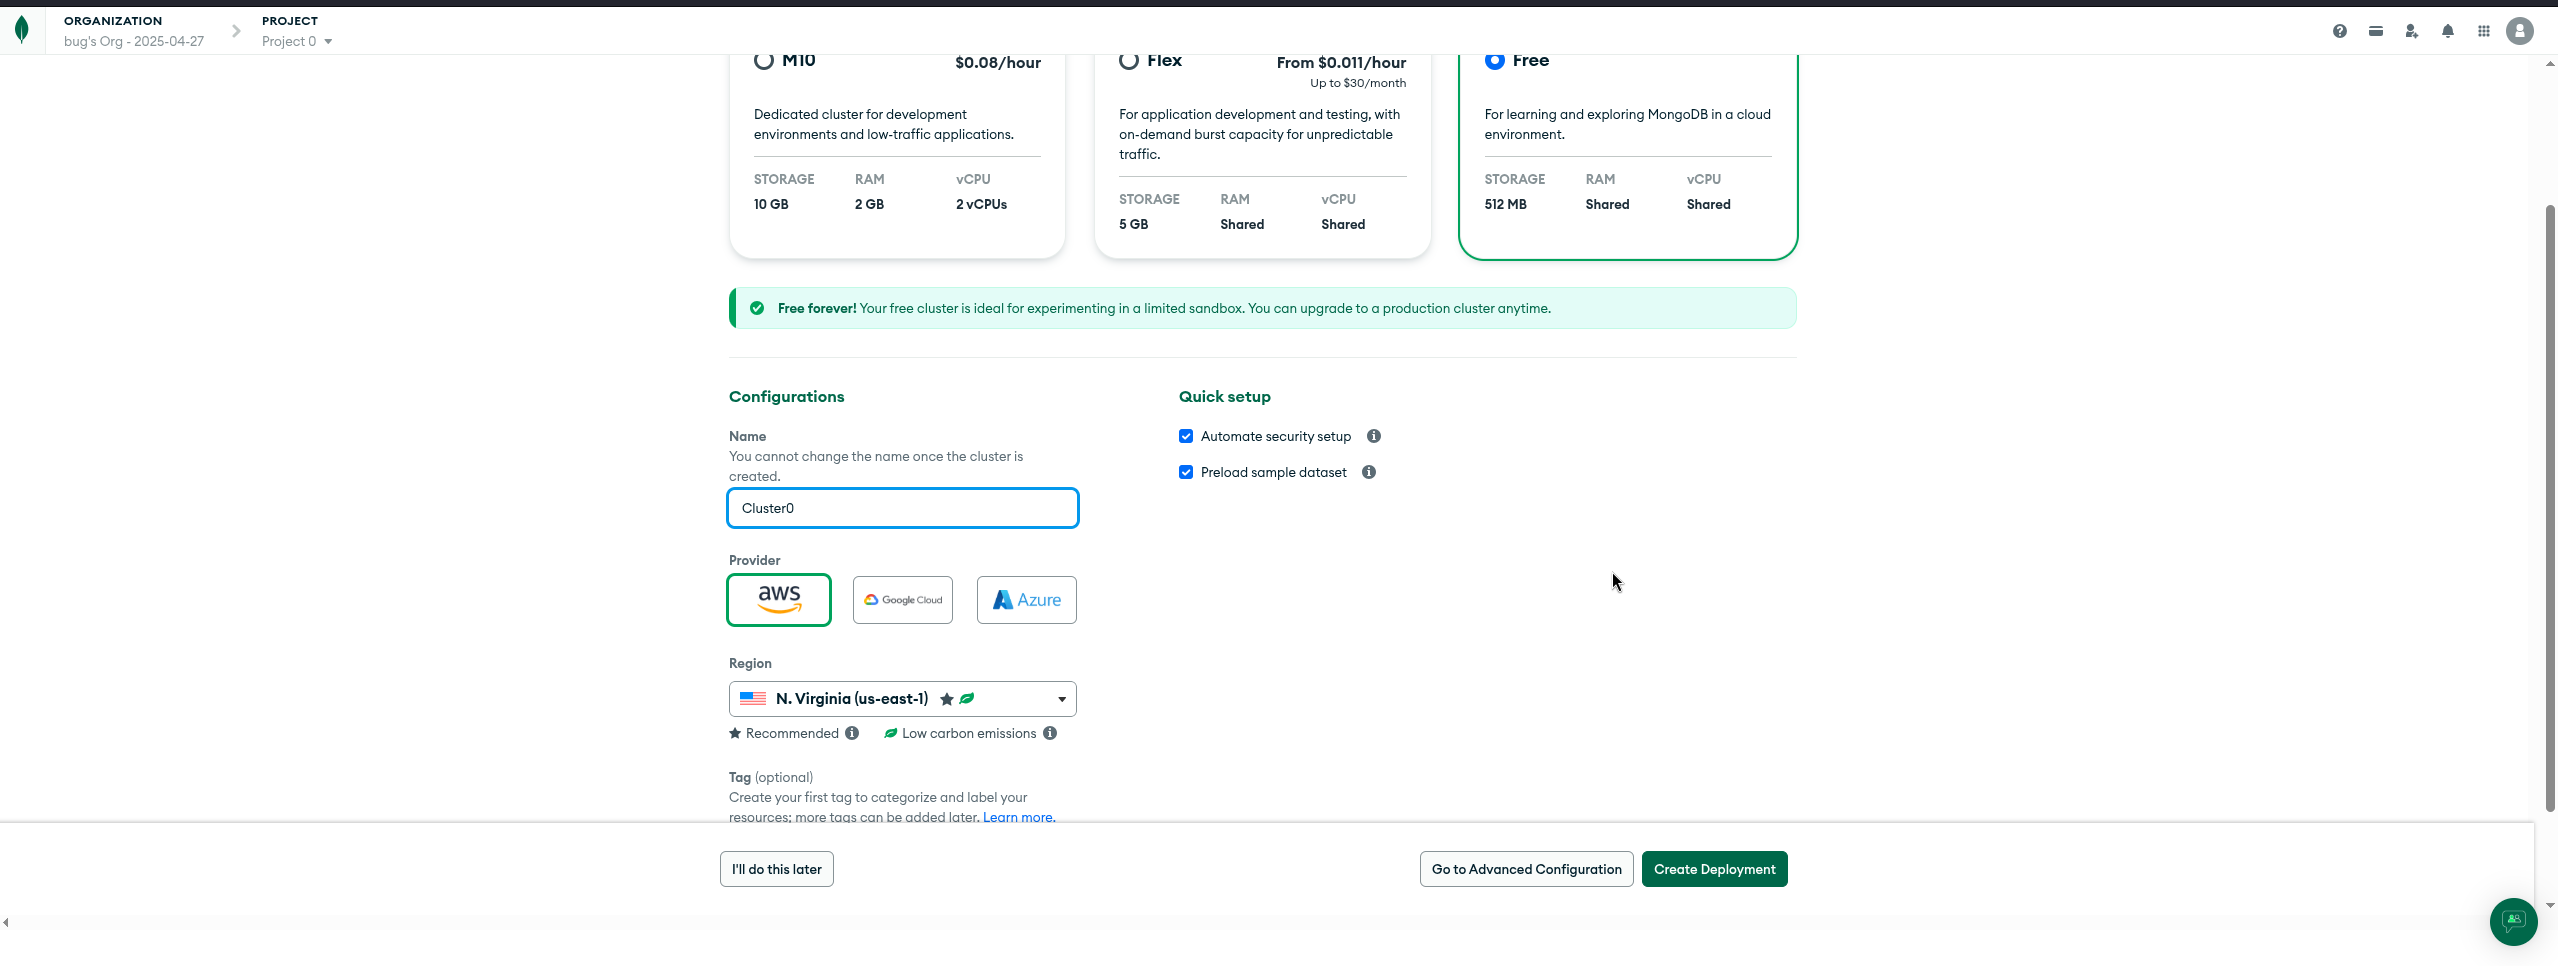 ORGANIZATION
bug's Org - 2025-04-27
PROJECT
Project 0
M10
$0.08/hour
Dedicated cluster for development
environments and low-traffic applications.
STORAGE RAM vCPU
10 GB 2 GB 2 vCPUs
Flex
From $0.011/hour
Up to $30/month
For application development and testing, with
on-demand burst capacity for unpredictable
traffic.
STORAGE RAM vCPU
5 GB Shared Shared
Free
For learning and exploring MongoDB in a cloud
environment.
STORAGE RAM vCPU
512 MB Shared Shared
Free forever! Your free cluster is ideal for experimenting in a limited sandbox. You can upgrade to a production cluster anytime.
Configurations
Name
You cannot change the name once the cluster is
created.
Cluster0
Provider
aws Google Cloud Azure
Region
N. Virginia (us-east-1)
Recommended Low carbon emissions
Tag (optional)
Create your first tag to categorize and label your
resources; more tags can be added later. Learn more.
Quick setup
Automate security setup
Preload sample dataset
I'll do this later
Go to Advanced Configuration
Create Deployment